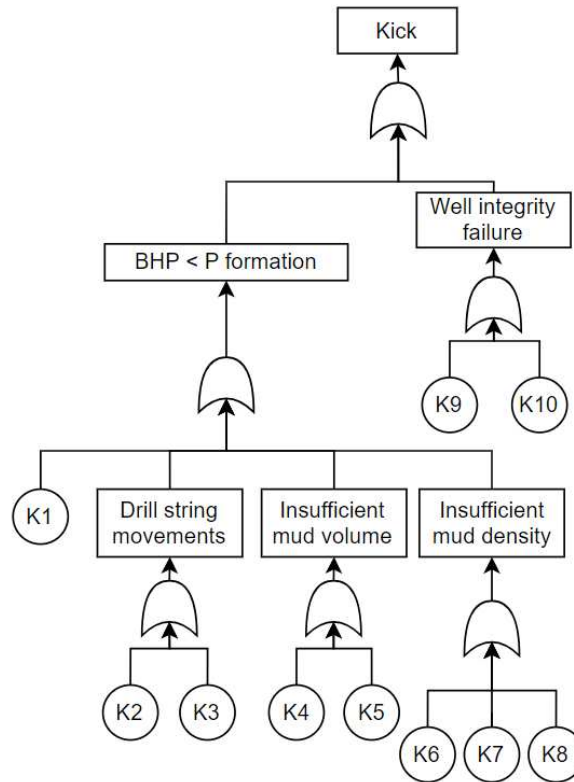 Kick
Well integrity
failure
BHP < P formation
K9
K10
K1
Drill string
movements
Insufficient
mud volume
Insufficient
mud density
K2
K3
K4
K5
K6
K7
K8